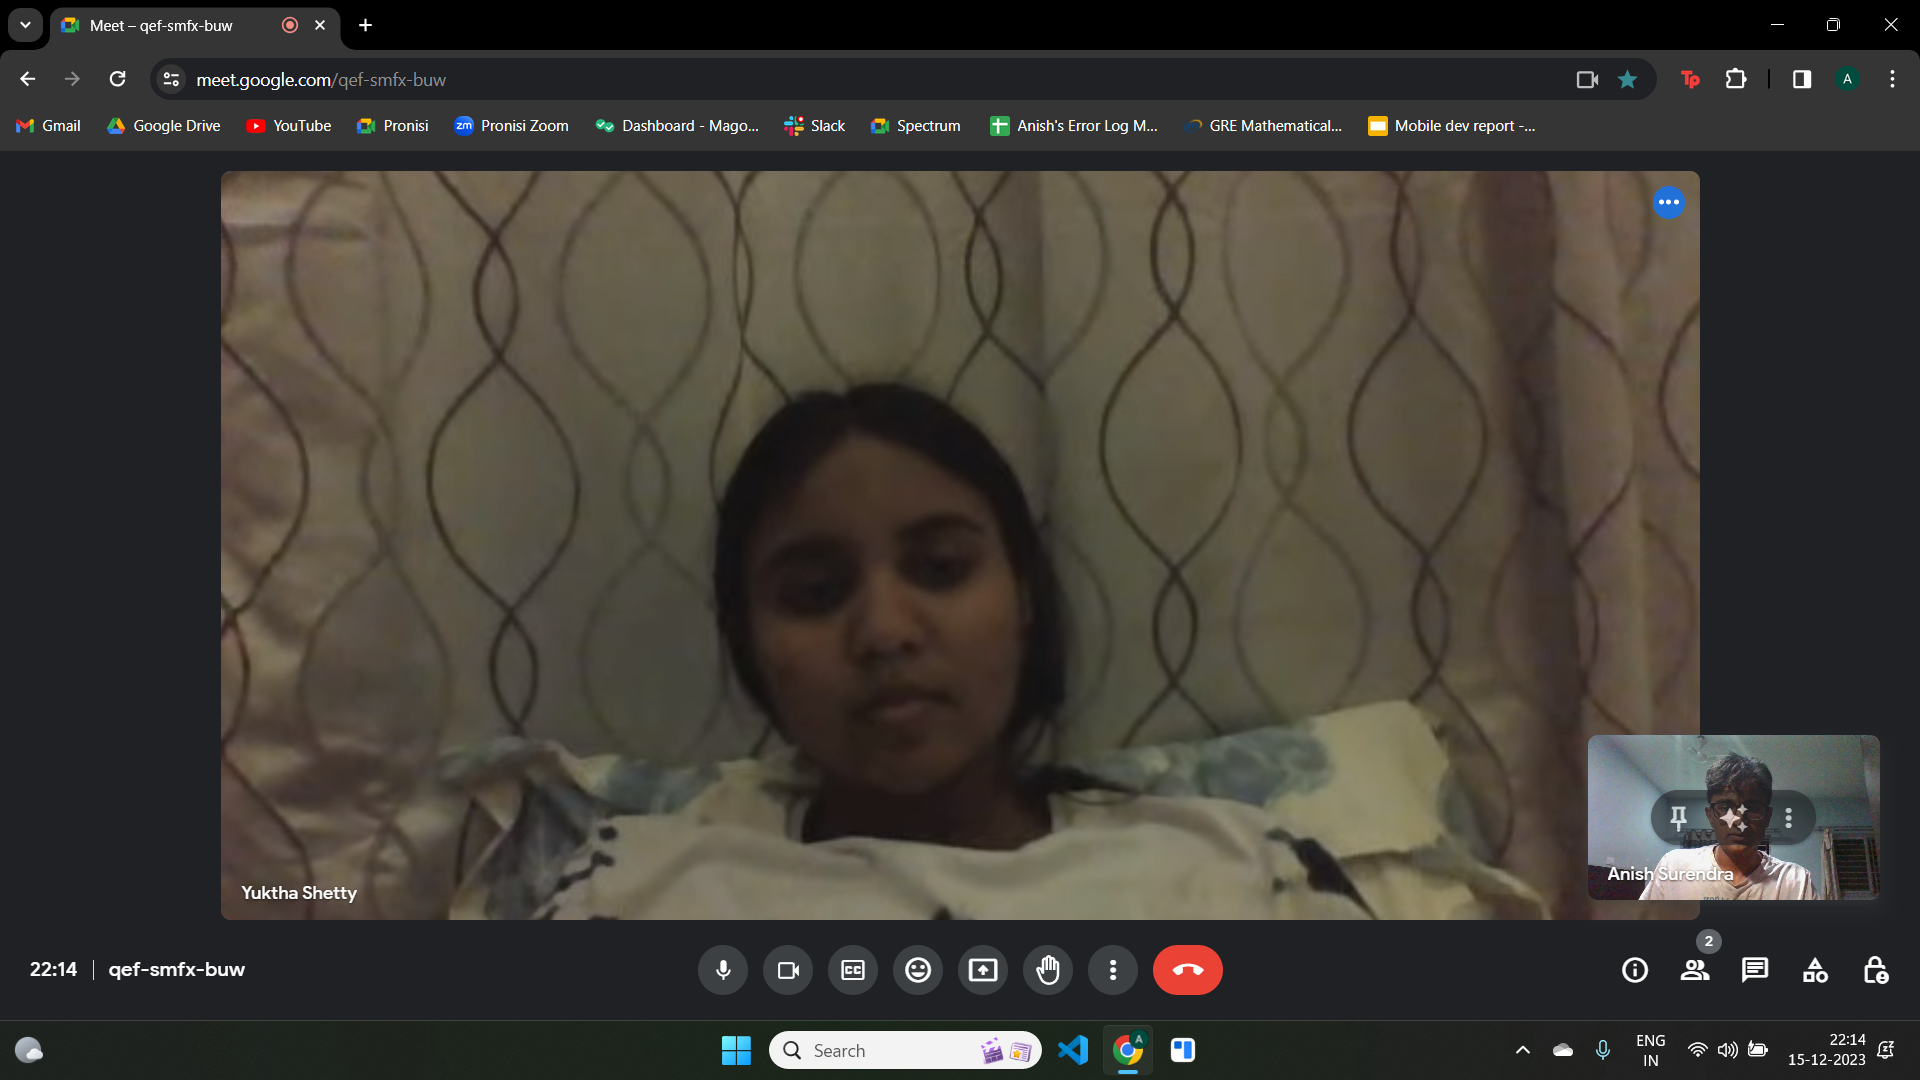 Meet – qef-smfx-buw
meet.google.com/qef-smfx-buw
A
Gmail
Google Drive
YouTube
Pronisi
zm Pronisi Zoom
Dashboard - Mago...
Slack
Spectrum
Anish's Error Log M...
GRE Mathematical...
Mobile dev report -...
Yuktha Shetty
Anish Surendra
22:14 | qef-smfx-buw
CC
2
Search
A
ENG
IN
22:14
15-12-2023